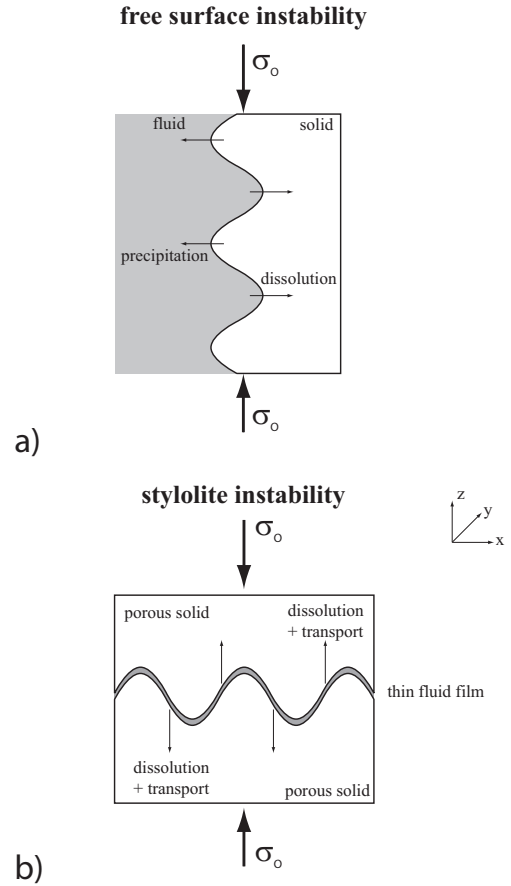 free surface instability
σo
fluid
solid
precipitation
dissolution
σo
a)
stylolite instability
σo
z
y
x
porous solid
dissolution
+ transport
thin fluid film
dissolution
+ transport
porous solid
σo
b)